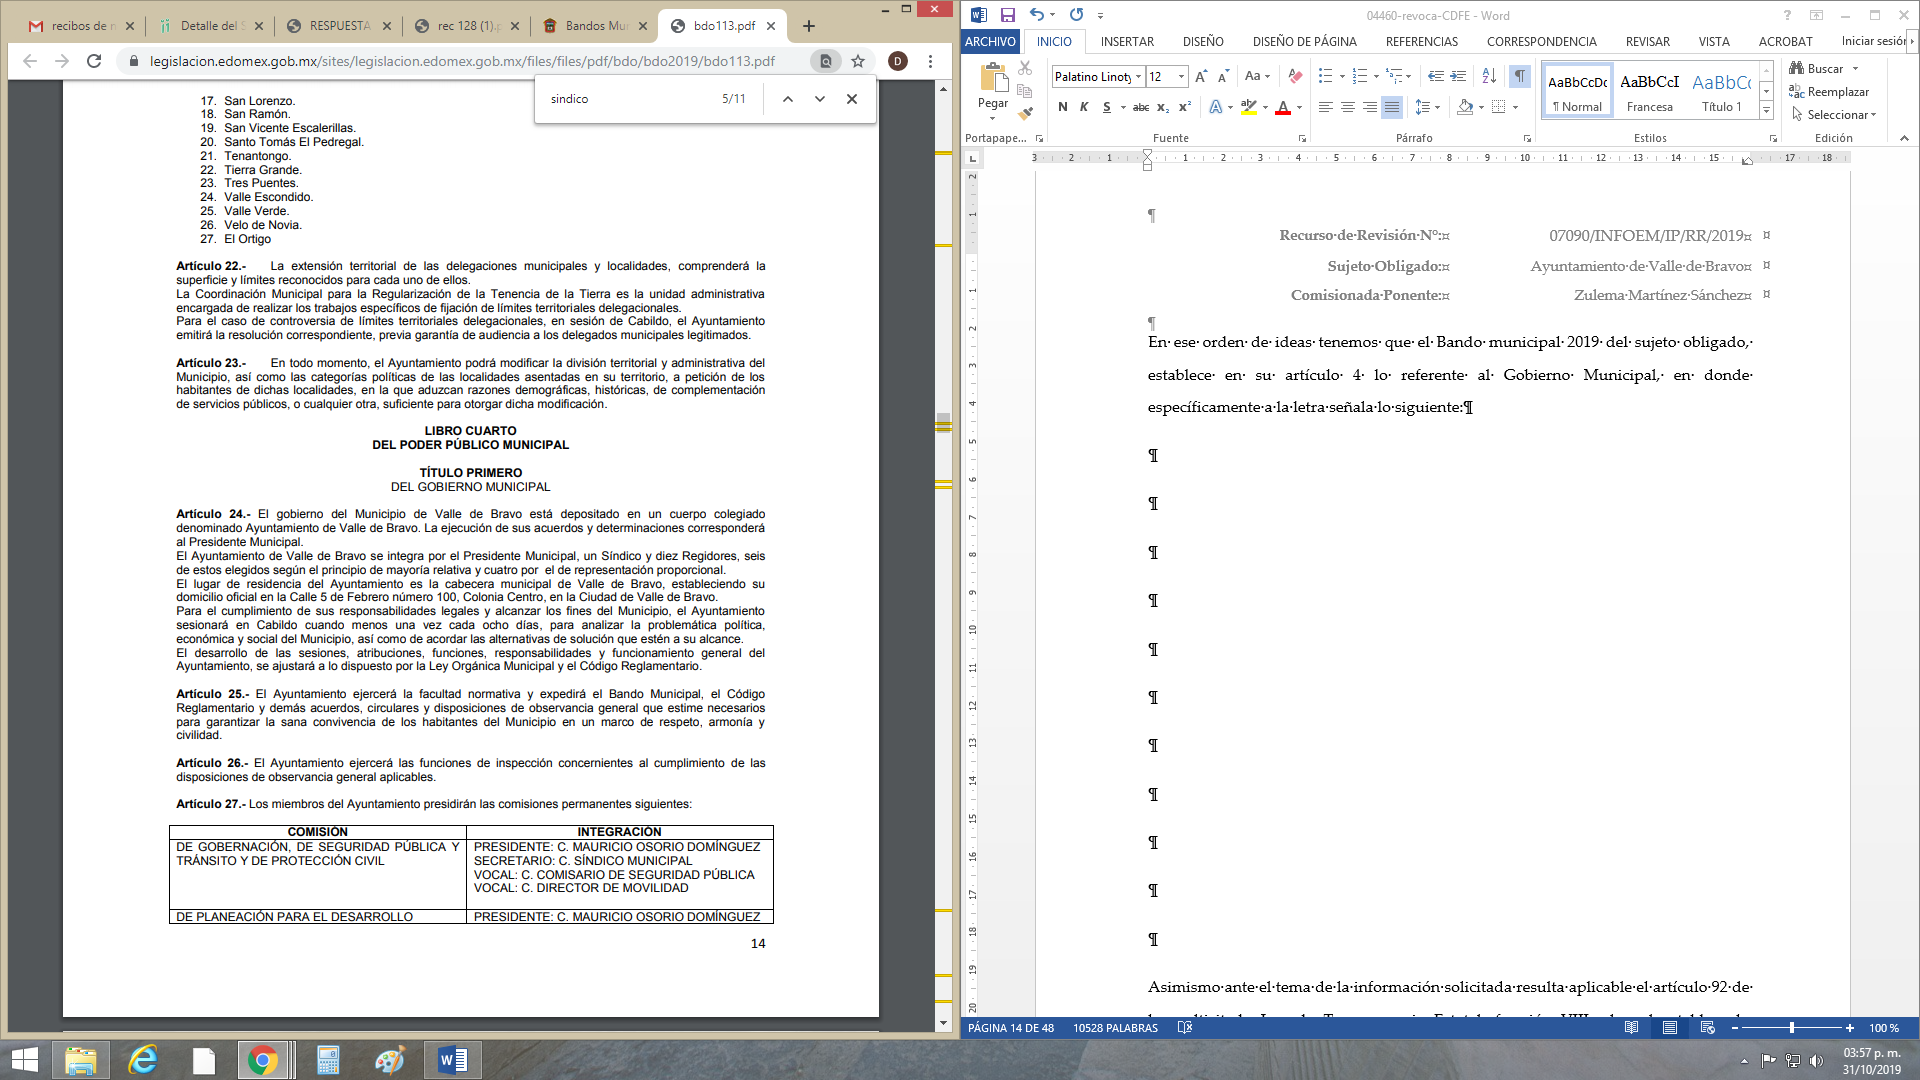 recibos de n
Detalle del S
RESPUESTA
rec 128 (1).p
Bandos Mun
bdo113.pdf
legislacion.edomex.gob.mx/sites/legislacion.edomex.gob.mx/files/files/pdf/bdo/bdo2019/bdo113.pdf
D
sindico 5/11
17. San Lorenzo.
18. San Ramón.
19. San Vicente Escalerillas.
20. Santo Tomás El Pedregal.
21. Tenantongo.
22. Tierra Grande.
23. Tres Puentes.
24. Valle Escondido.
25. Valle Verde.
26. Velo de Novia.
27. El Ortigo
Artículo 22.- La extensión territorial de las delegaciones municipales y localidades, comprenderá la
superficie y límites reconocidos para cada uno de ellos.
La Coordinación Municipal para la Regularización de la Tenencia de la Tierra es la unidad administrativa
encargada de realizar los trabajos específicos de fijación de límites territoriales delegacionales.
Para el caso de controversia de límites territoriales delegacionales, en sesión de Cabildo, el Ayuntamiento
emitirá la resolución correspondiente, previa garantía de audiencia a los delegados municipales legitimados.
Artículo 23.- En todo momento, el Ayuntamiento podrá modificar la división territorial y administrativa del
Municipio, así como las categorías políticas de las localidades asentadas en su territorio, a petición de los
habitantes de dichas localidades, en la que aduzcan razones demográficas, históricas, de complementación
de servicios públicos, o cualquier otra, suficiente para otorgar dicha modificación.
LIBRO CUARTO
DEL PODER PÚBLICO MUNICIPAL
TÍTULO PRIMERO
DEL GOBIERNO MUNICIPAL
Artículo 24.- El gobierno del Municipio de Valle de Bravo está depositado en un cuerpo colegiado
denominado Ayuntamiento de Valle de Bravo. La ejecución de sus acuerdos y determinaciones corresponderá
al Presidente Municipal.
El Ayuntamiento de Valle de Bravo se integra por el Presidente Municipal, un Síndico y diez Regidores, seis
de estos elegidos según el principio de mayoría relativa y cuatro por el de representación proporcional.
El lugar de residencia del Ayuntamiento es la cabecera municipal de Valle de Bravo, estableciendo su
domicilio oficial en la Calle 5 de Febrero número 100, Colonia Centro, en la Ciudad de Valle de Bravo.
Para el cumplimiento de sus responsabilidades legales y alcanzar los fines del Municipio, el Ayuntamiento
sesionará en Cabildo cuando menos una vez cada ocho días, para analizar la problemática política,
económica y social del Municipio, así como de acordar las alternativas de solución que estén a su alcance.
El desarrollo de las sesiones, atribuciones, funciones, responsabilidades y funcionamiento general del
Ayuntamiento, se ajustará a lo dispuesto por la Ley Orgánica Municipal y el Código Reglamentario.
Artículo 25.- El Ayuntamiento ejercerá la facultad normativa y expedirá el Bando Municipal, el Código
Reglamentario y demás acuerdos, circulares y disposiciones de observancia general que estime necesarios
para garantizar la sana convivencia de los habitantes del Municipio en un marco de respeto, armonía y
civilidad.
Artículo 26.- El Ayuntamiento ejercerá las funciones de inspección concernientes al cumplimiento de las
disposiciones de observancia general aplicables.
Artículo 27.- Los miembros del Ayuntamiento presidirán las comisiones permanentes siguientes:
COMISIÓN INTEGRACIÓN
DE GOBERNACIÓN, DE SEGURIDAD PÚBLICA Y
TRÁNSITO Y DE PROTECCIÓN CIVIL
PRESIDENTE: C. MAURICIO OSORIO DOMÍNGUEZ
SECRETARIO: C. SÍNDICO MUNICIPAL
VOCAL: C. COMISARIO DE SEGURIDAD PÚBLICA
VOCAL: C. DIRECTOR DE MOVILIDAD
DE PLANEACIÓN PARA EL DESARROLLO
PRESIDENTE: C. MAURICIO OSORIO DOMÍNGUEZ
14
04460-revoca-CDFE - Word
ARCHIVO INICIO INSERTAR DISEÑO DISEÑO DE PÁGINA REFERENCIAS CORRESPONDENCIA REVISAR VISTA ACROBAT Iniciar sesión
Pegar
Palatino Linoty 12
N K S abc x₂ x²
AaBbCcDc AaBbCcI AaBbC
¶ Normal Francesa Título 1
Buscar
Reemplazar
Seleccionar
Portapape... Fuente Párrafo Estilos Edición
3 2 1 1 2 3 4 5 6 7 8 9 10 11 12 13 14 15 17 18
¶
Recurso·de·Revisión·N°:¤ 07090/INFOEM/IP/RR/2019¤ ¤
Sujeto·Obligado:¤ Ayuntamiento·de·Valle·de·Bravo¤ ¤
Comisionada·Ponente:¤ Zulema·Martínez·Sánchez¤ ¤
¶
En· ese· orden· de· ideas· tenemos· que· el· Bando· municipal· 2019· del· sujeto· obligado,·
establece· en· su· artículo· 4· lo· referente· al· Gobierno· Municipal,· en· donde·
específicamente·a·la·letra·señala·lo·siguiente:¶
¶
¶
¶
¶
¶
¶
¶
¶
¶
¶
¶
Asimismo·ante·el·tema·de·la·información·solicitada·resulta·aplicable·el·artículo·92·de·
PÁGINA 14 DE 48 10528 PALABRAS 100 %
03:57 p. m.
31/10/2019